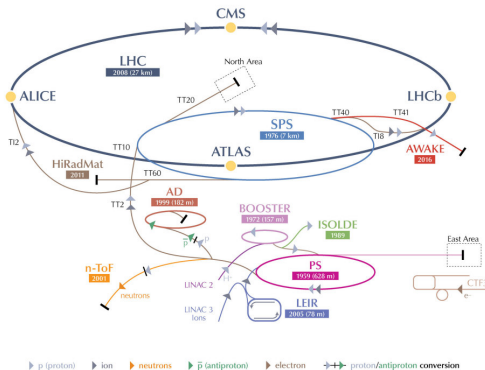 CMS
LHC
2008 (27 km)
North Area
ALICE
LHCb
TT20
TT40
TT41
SPS
1976 (7 km)
TI2
TI8
TT10
ATLAS
AWAKE
2016
HiRadMat
2011
TT60
AD
1999 (182 m)
TT2
BOOSTER
1972 (157 m)
ISOLDE
1989
p
p̅
East Area
n-ToF
2001
PS
1959 (628 m)
H⁺
neutrons
LINAC 2
LINAC 3
Ions
LEIR
2005 (78 m)
e⁻
p (proton)
ion
neutrons
p̅ (antiproton)
electron
proton/antiproton conversion